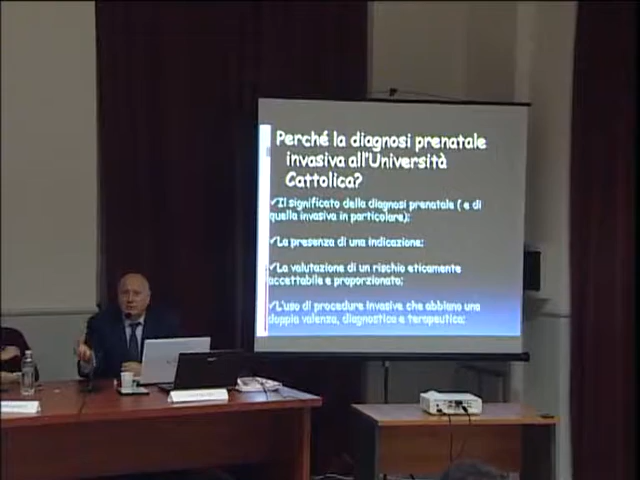 Perché la diagnosi prenatale
invasiva all'Università
Cattolica?
✓Il significato della diagnosi prenatale ( e di
quella invasiva in particolare);
✓La presenza di una indicazione;
✓La valutazione di un rischio eticamente
accettabile e proporzionato;
✓L'uso di procedure invasive che abbiano una
doppia valenza, diagnostica e terapeutica;